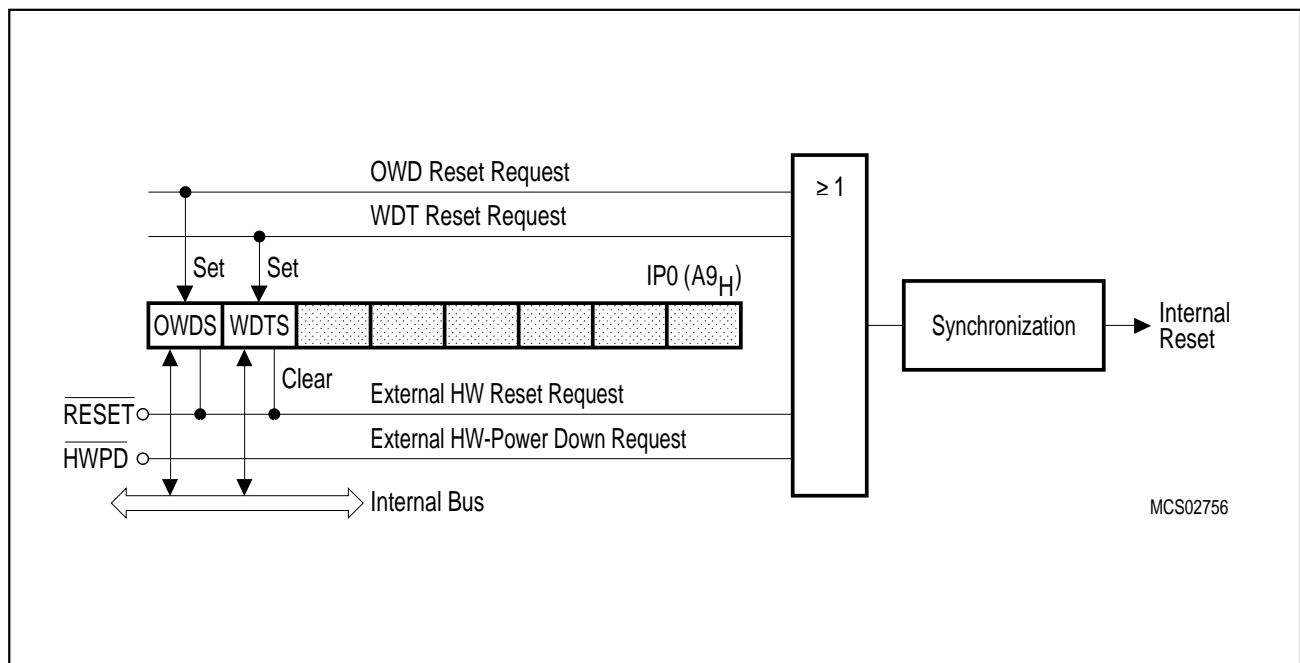 OWD Reset Request
≥ 1
WDT Reset Request
Set
Set
IP0 (A9H)
OWDS
WDTS
Synchronization
Internal
Reset
Clear
External HW Reset Request
RESET
External HW-Power Down Request
HWPD
Internal Bus
MCS02756